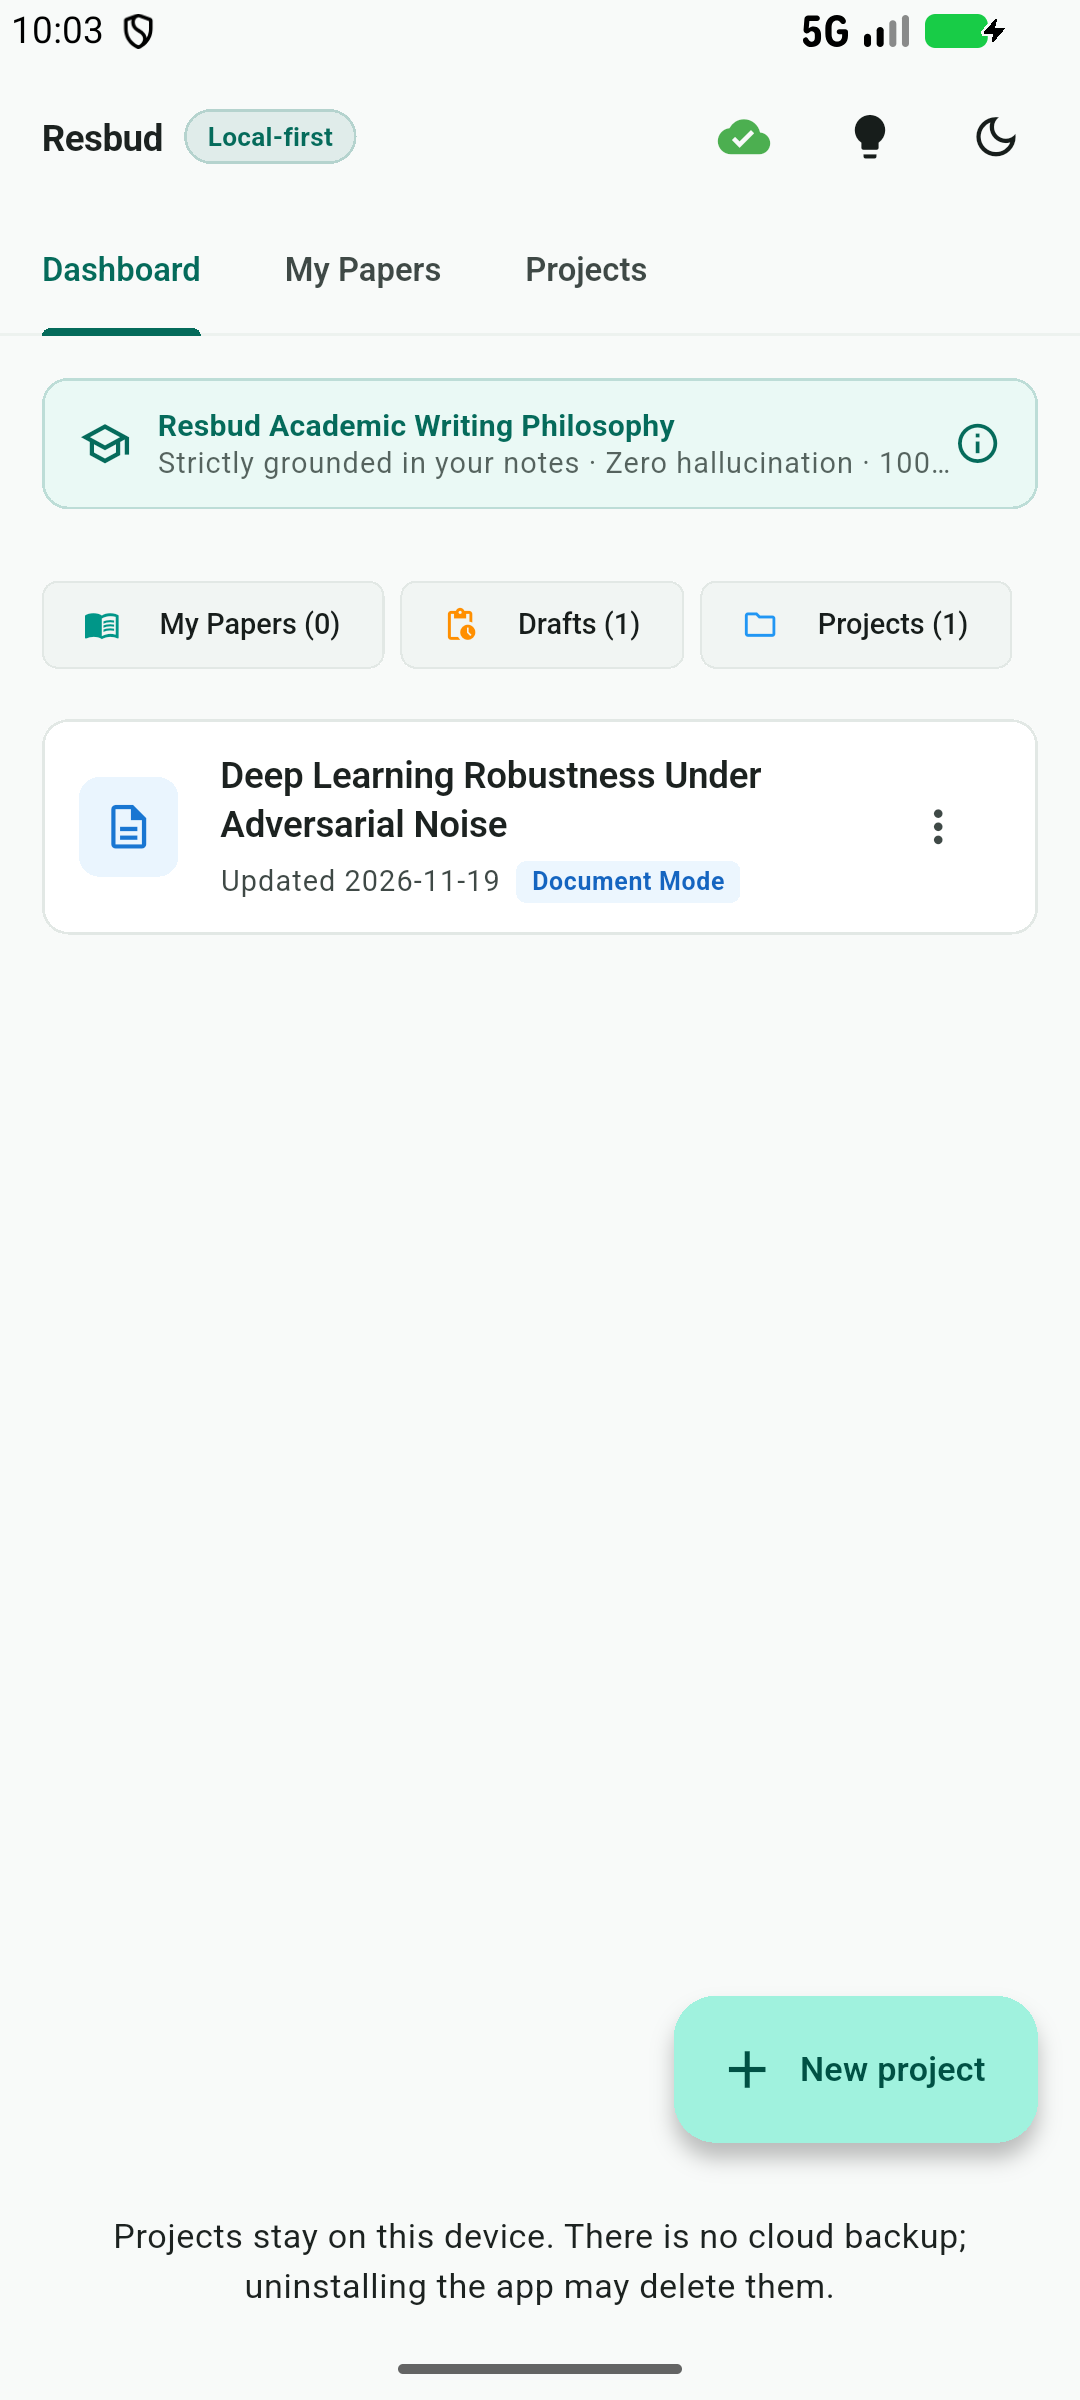 10:03
5G
Resbud
Local-first
Dashboard
My Papers
Projects
Resbud Academic Writing Philosophy
Strictly grounded in your notes · Zero hallucination · 100…
My Papers (0)
Drafts (1)
Projects (1)
Deep Learning Robustness Under
Adversarial Noise
Updated 2026-11-19
Document Mode
New project
Projects stay on this device. There is no cloud backup;
uninstalling the app may delete them.